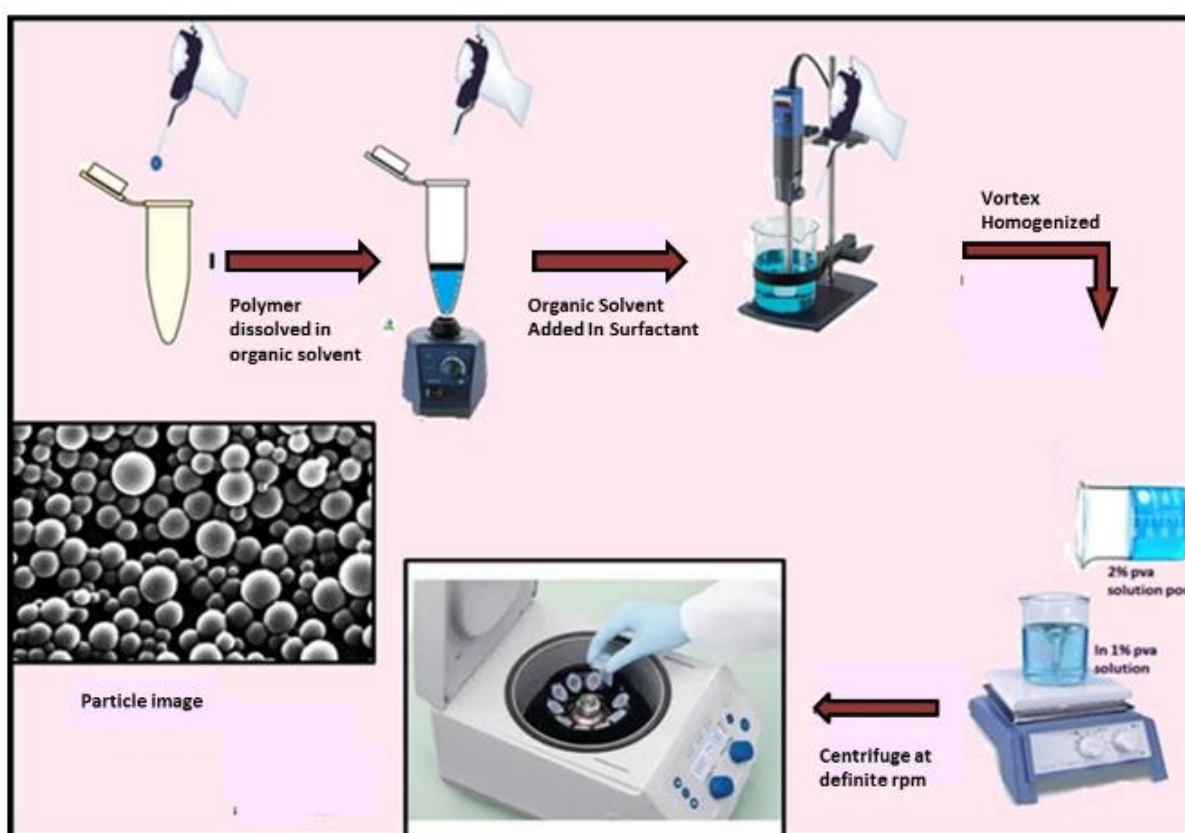 Polymer
dissolved in
organic solvent
Organic Solvent
Added In Surfactant
Vortex
Homogenized
2% pva
solution
In 1% pva
solution
Centrifuge at
definite rpm
Particle image